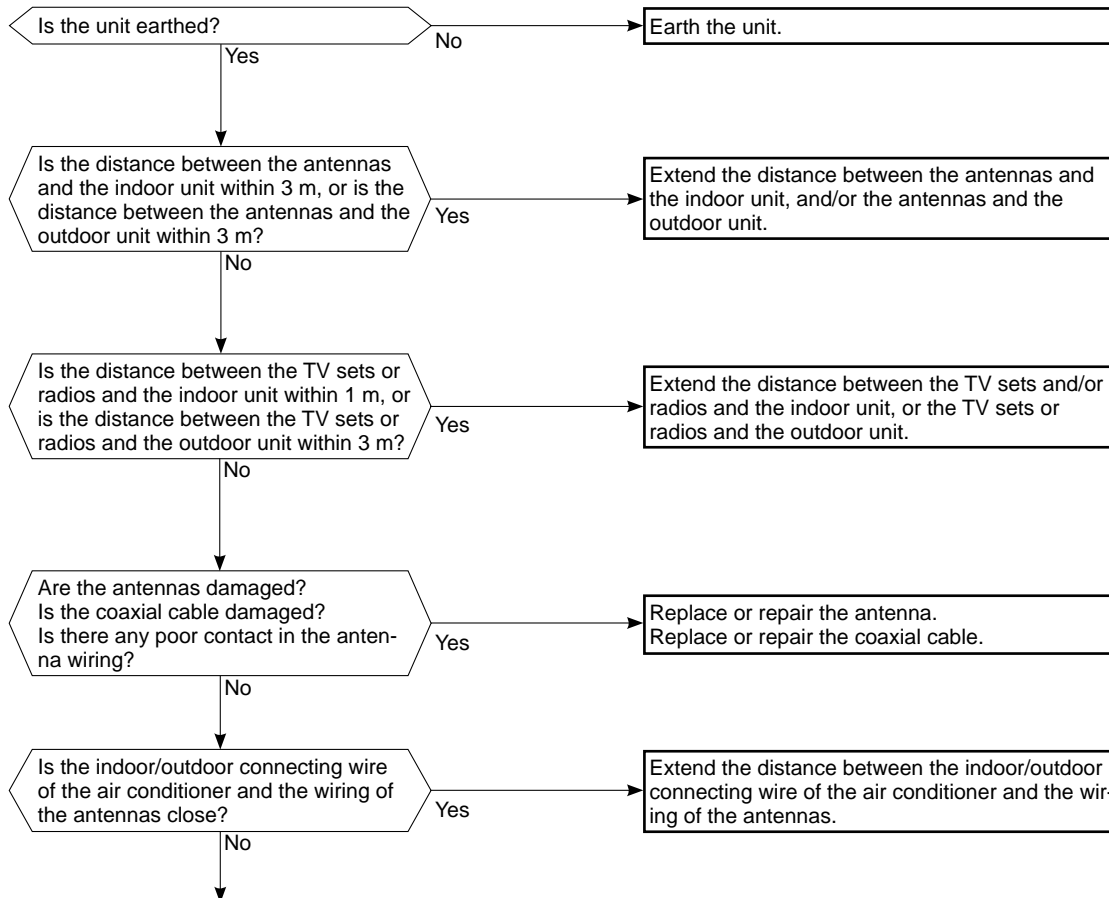 Is the unit earthed?
No
Earth the unit.
Yes
Is the distance between the antennas
and the indoor unit within 3 m, or is the
distance between the antennas and the
outdoor unit within 3 m?
Yes
Extend the distance between the antennas and
the indoor unit, and/or the antennas and the
outdoor unit.
No
Is the distance between the TV sets or
radios and the indoor unit within 1 m, or
is the distance between the TV sets or
radios and the outdoor unit within 3 m?
Yes
Extend the distance between the TV sets and/or
radios and the indoor unit, or the TV sets or
radios and the outdoor unit.
No
Are the antennas damaged?
Is the coaxial cable damaged?
Is there any poor contact in the anten-
na wiring?
Yes
Replace or repair the antenna.
Replace or repair the coaxial cable.
No
Is the indoor/outdoor connecting wire
of the air conditioner and the wiring of
the antennas close?
Yes
Extend the distance between the indoor/outdoor
connecting wire of the air conditioner and the wir-
ing of the antennas.
No